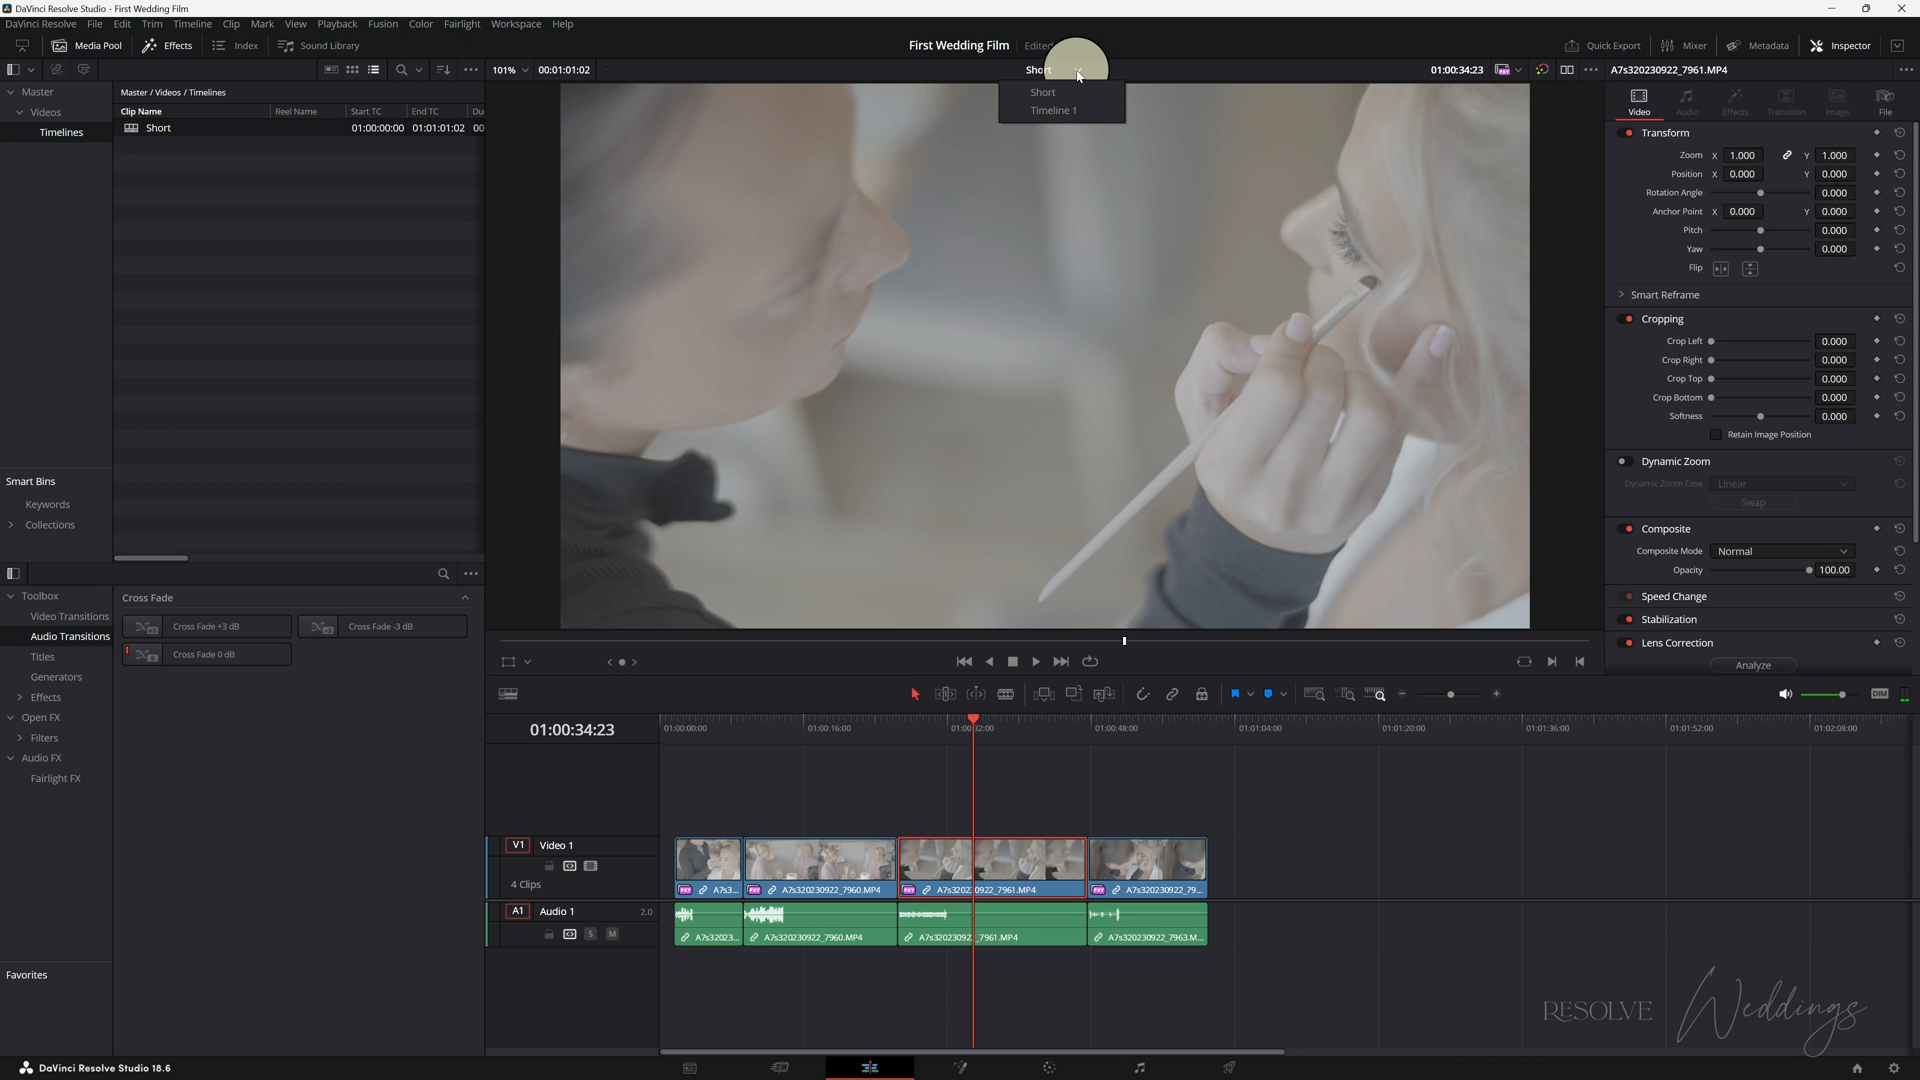 DaVinci Resolve Studio - First Wedding Film
DaVinci Resolve File Edit Trim Timeline Clip Mark View Playback Fusion Color Fairlight Workspace Help
Media Pool Effects Index Sound Library First Wedding Film Edited Quick Export Mixer Metadata Inspector
101% 00:01:01:02 Short 01:00:34:23 A7s320230922_7961.MP4
Short
Timeline 1
Master
Videos
Timelines
Master / Videos / Timelines
Clip Name Reel Name Start TC End TC Du
Short 01:00:00:00 01:01:01:02 00
Smart Bins
Keywords
Collections
Video Audio Effects Transition Image File
Transform
Zoom X 1.000 Y 1.000
Position X 0.000 Y 0.000
Rotation Angle 0.000
Anchor Point X 0.000 Y 0.000
Pitch 0.000
Yaw 0.000
Flip
Smart Reframe
Cropping
Crop Left 0.000
Crop Right 0.000
Crop Top 0.000
Crop Bottom 0.000
Softness 0.000
Retain Image Position
Dynamic Zoom
Dynamic Zoom Ease Linear
Swap
Composite
Composite Mode Normal
Opacity 100.00
Speed Change
Stabilization
Lens Correction
Analyze
Toolbox
Video Transitions
Audio Transitions
Titles
Generators
Effects
Open FX
Filters
Audio FX
Fairlight FX
Favorites
Cross Fade
Cross Fade +3 dB Cross Fade -3 dB
Cross Fade 0 dB
DIM
01:00:34:23 01:00:00:00 01:00:16:00 01:00:32:00 01:00:48:00 01:01:04:00 01:01:20:00 01:01:36:00 01:01:52:00 01:02:08:00
V1 Video 1
4 Clips
A7s3... A7s320230922_7960.MP4 A7s320230922_7961.MP4 A7s320230922_79...
A1 Audio 1 2.0
S M
A7s32023... A7s320230922_7960.MP4 A7s320230922_7961.MP4 A7s320230922_7963.M...
RESOLVE Weddings
DaVinci Resolve Studio 18.6